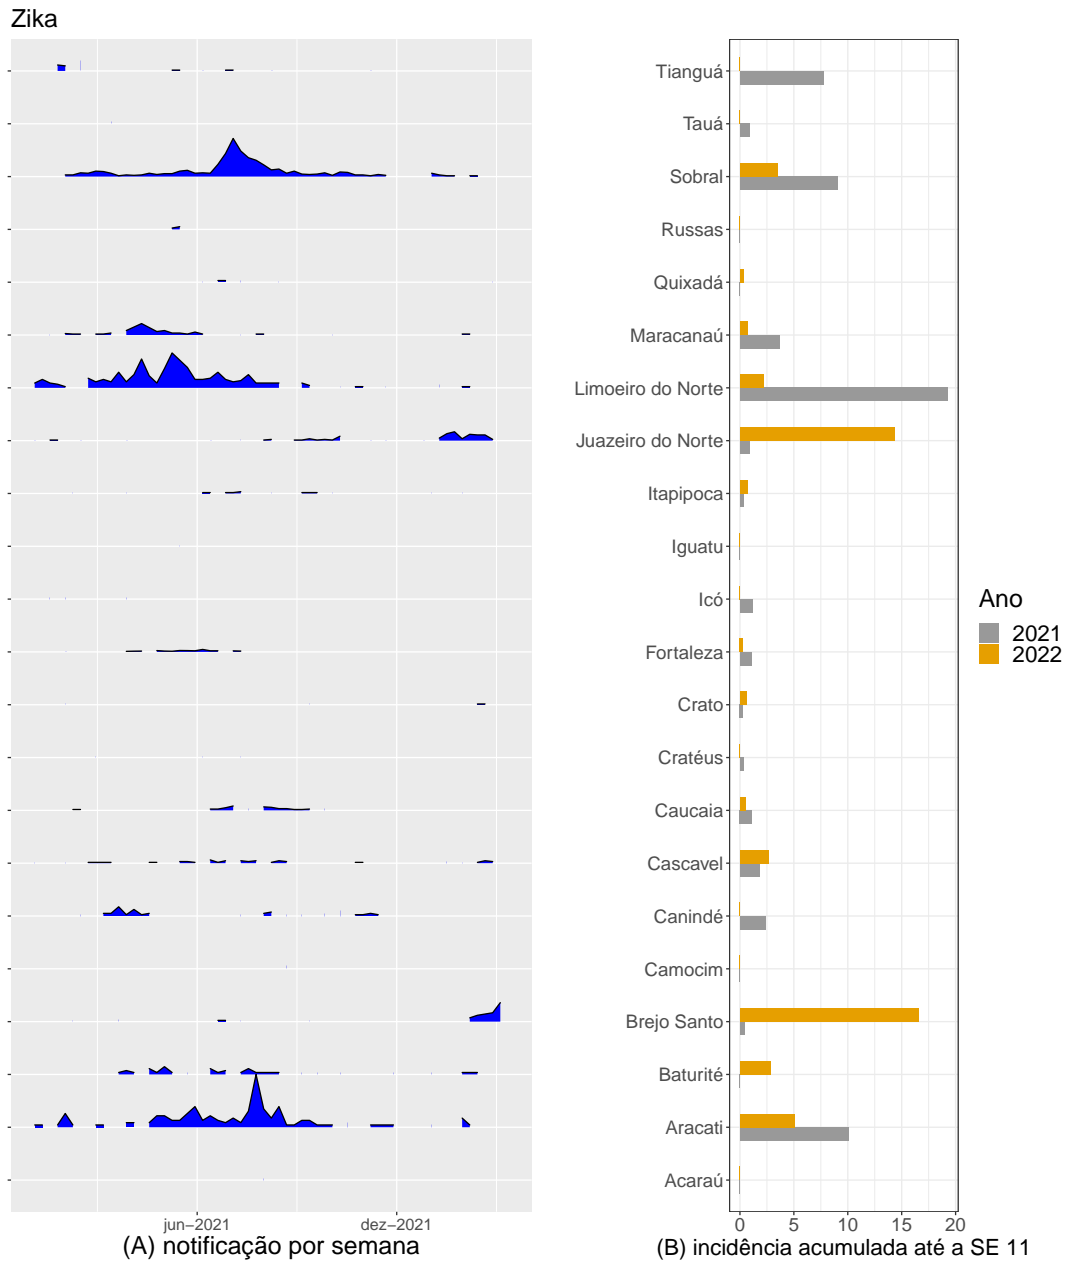 Zika
Tianguá
Tauá
Sobral
Russas
Quixadá
Maracanaú
Limoeiro do Norte
Juazeiro do Norte
Itapipoca
Iguatu
Icó
Fortaleza
Crato
Cratéus
Caucaia
Cascavel
Canindé
Camocim
Brejo Santo
Baturité
Aracati
Acaraú
Ano
2021
2022
jun−2021 dez−2021
0 5 10 15 20
(A) notificação por semana
(B) incidência acumulada até a SE 11